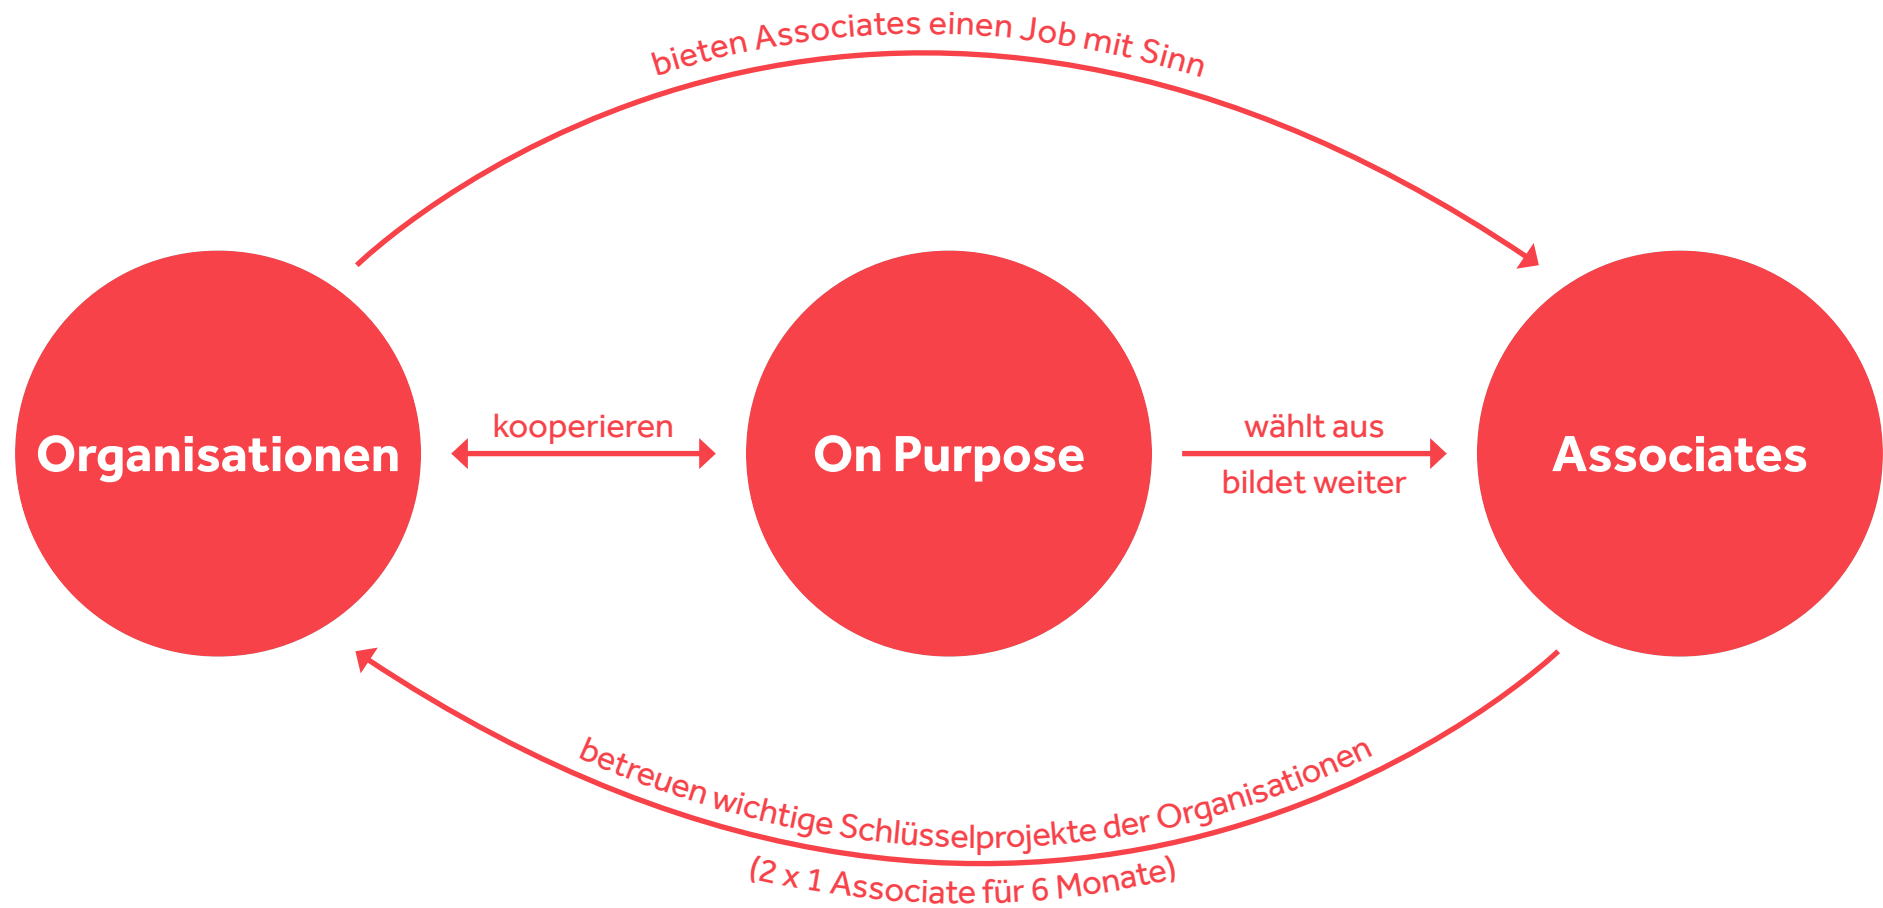 bieten Associates einen Job mit Sinn
Organisationen
kooperieren
On Purpose
wählt aus
bildet weiter
Associates
betreuen wichtige Schlüsselprojekte der Organisationen
(2 x 1 Associate für 6 Monate)